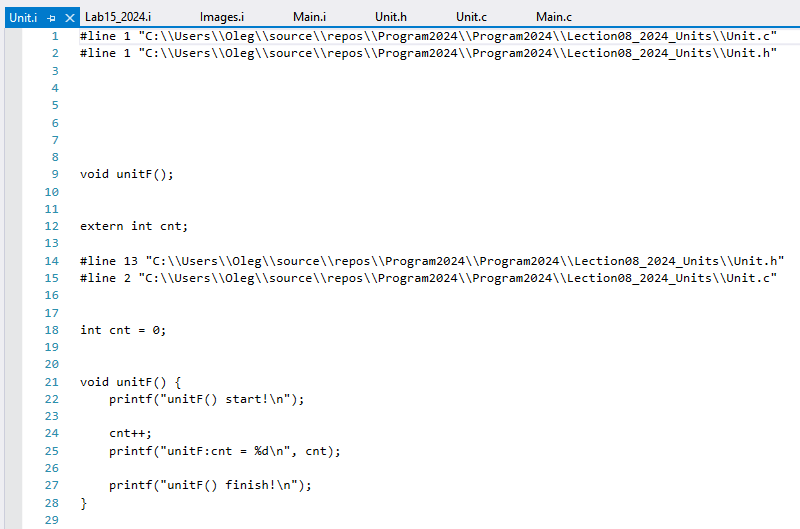 Unit.i Lab15_2024.i Images.i Main.i Unit.h Unit.c Main.c
1 #line 1 "C:\\Users\\Oleg\\source\\repos\\Program2024\\Program2024\\Lection08_2024_Units\\Unit.c"
2 #line 1 "C:\\Users\\Oleg\\source\\repos\\Program2024\\Program2024\\Lection08_2024_Units\\Unit.h"
3
4
5
6
7
8
9 void unitF();
10
11
12 extern int cnt;
13
14 #line 13 "C:\\Users\\Oleg\\source\\repos\\Program2024\\Program2024\\Lection08_2024_Units\\Unit.h"
15 #line 2 "C:\\Users\\Oleg\\source\\repos\\Program2024\\Program2024\\Lection08_2024_Units\\Unit.c"
16
17
18 int cnt = 0;
19
20
21 void unitF() {
22 printf("unitF() start!\n");
23
24 cnt++;
25 printf("unitF:cnt = %d\n", cnt);
26
27 printf("unitF() finish!\n");
28 }
29